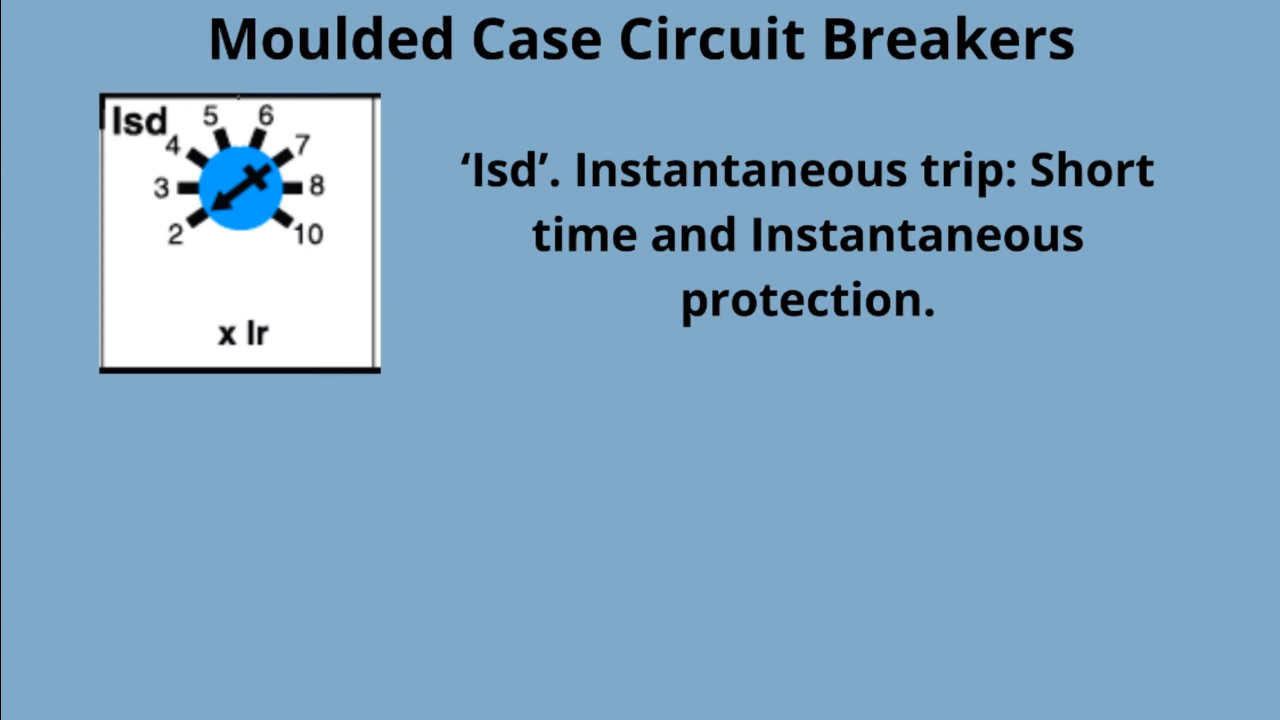 Moulded Case Circuit Breakers
Isd
5 6
4 7
3 8
2 10
x Ir
‘Isd’. Instantaneous trip: Short
time and Instantaneous
protection.